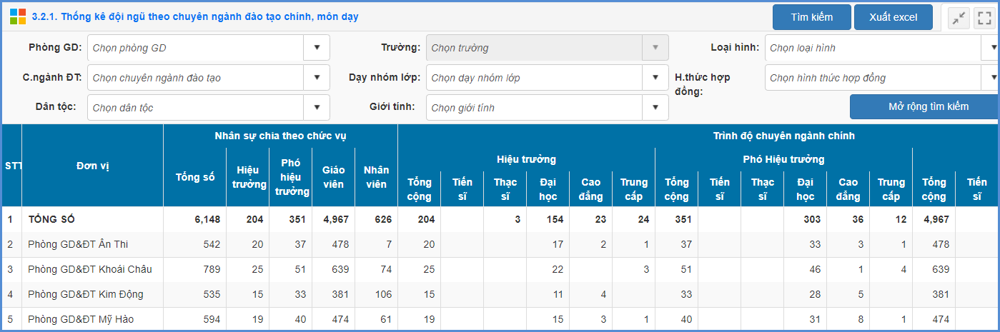 3.2.1. Thống kê đội ngũ theo chuyên ngành đào tạo chính, môn dạy Tìm kiếm Xuất excel
Phòng GD: Chọn phòng GD Trường: Chọn trường Loại hình: Chọn loại hình
C.ngành ĐT: Chọn chuyên ngành đào tạo Dạy nhóm lớp: Chọn dạy nhóm lớp H.thức hợp đồng: Chọn hình thức hợp đồng
Dân tộc: Chọn dân tộc Giới tính: Chọn giới tính Mở rộng tìm kiếm
STT Đơn vị Nhân sự chia theo chức vụ Trình độ chuyên ngành chính
Tổng số Hiệu trưởng Phó hiệu trưởng Giáo viên Nhân viên Hiệu trưởng Phó Hiệu trưởng
Tổng cộng Tiến sĩ Thạc sĩ Đại học Cao đẳng Trung cấp Tổng cộng Tiến sĩ Thạc sĩ Đại học Cao đẳng Trung cấp Tổng cộng Tiến sĩ
1 TỔNG SỐ 6,148 204 351 4,967 626 204 3 154 23 24 351 303 36 12 4,967
2 Phòng GD&ĐT Ân Thi 542 20 37 478 7 20 17 2 1 37 33 3 1 478
3 Phòng GD&ĐT Khoái Châu 789 25 51 639 74 25 22 3 51 46 1 4 639
4 Phòng GD&ĐT Kim Động 535 15 33 381 106 15 11 4 33 28 5 381
5 Phòng GD&ĐT Mỹ Hào 594 19 40 474 61 19 15 3 1 40 31 8 1 474